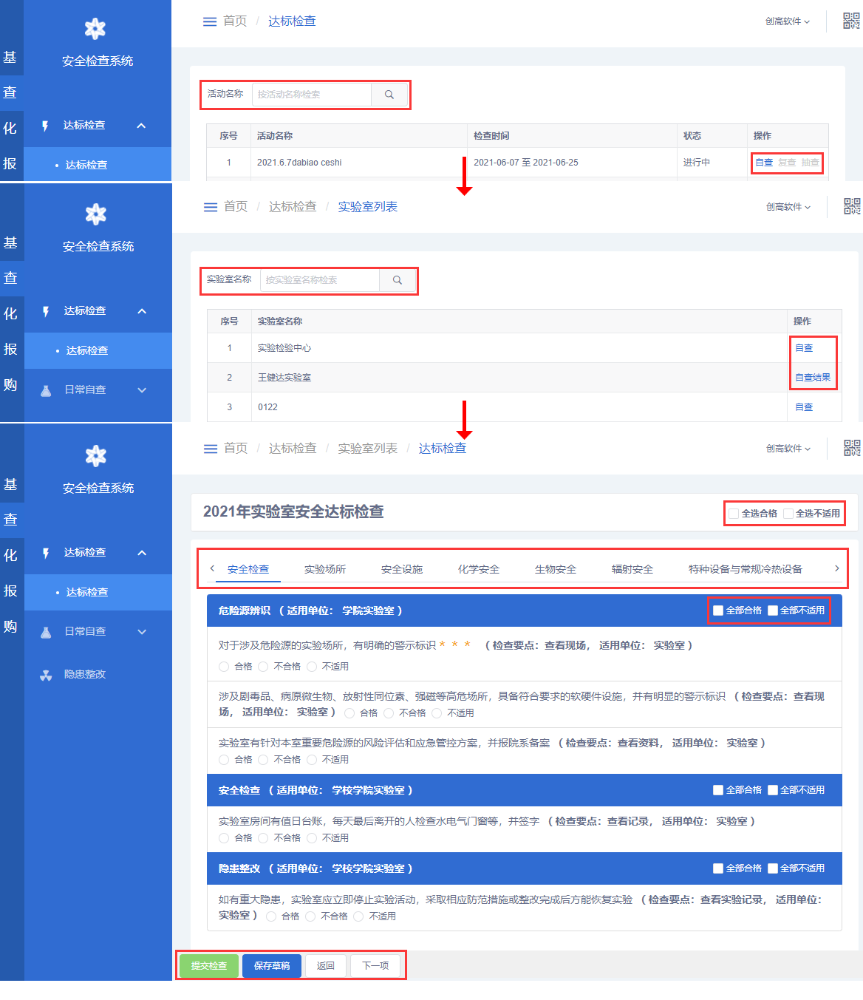 基
查
化
报
安全检查系统
达标检查
• 达标检查
首页 / 达标检查
创高软件
活动名称 按活动名称检索
序号 活动名称 检查时间 状态 操作
1 2021.6.7dabiao ceshi 2021-06-07 至 2021-06-25 进行中 自查 复查 抽查
基
查
化
报
购
安全检查系统
达标检查
• 达标检查
日常自查
首页 / 达标检查 / 实验室列表
创高软件
实验室名称 按实验室名称检索
序号 实验室名称 操作
1 实验检验中心 自查
2 王健达实验室 自查结果
3 0122 自查
基
查
化
报
购
安全检查系统
达标检查
• 达标检查
日常自查
隐患整改
首页 / 达标检查 / 实验室列表 / 达标检查
创高软件
2021年实验室安全达标检查 全选合格 全选不适用
安全检查 实验场所 安全设施 化学安全 生物安全 辐射安全 特种设备与常规冷热设备
危险源辨识 （ 适用单位： 学院实验室 ） 全部合格 全部不适用
对于涉及危险源的实验场所，有明确的警示标识 * * * （ 检查要点：查看现场， 适用单位： 实验室 ）
合格 不合格 不适用
涉及剧毒品、病原微生物、放射性同位素、强磁等高危场所，具备符合要求的软硬件设施，并有明显的警示标识 （ 检查要点：查看现
场， 适用单位： 实验室 ） 合格 不合格 不适用
实验室有针对本室重要危险源的风险评估和应急管控方案，并报院系备案 （ 检查要点：查看资料， 适用单位： 实验室 ）
合格 不合格 不适用
安全检查 （ 适用单位： 学校学院实验室 ） 全部合格 全部不适用
实验室房间有值日台账，每天最后离开的人检查水电气门窗等，并签字 （ 检查要点：查看记录， 适用单位： 实验室 ）
合格 不合格 不适用
隐患整改 （ 适用单位： 学校学院实验室 ） 全部合格 全部不适用
如有重大隐患，实验室应立即停止实验活动，采取相应防范措施或整改完成后方能恢复实验 （ 检查要点：查看实验记录， 适用单位：
实验室 ） 合格 不合格 不适用
提交检查 保存草稿 返回 下一项